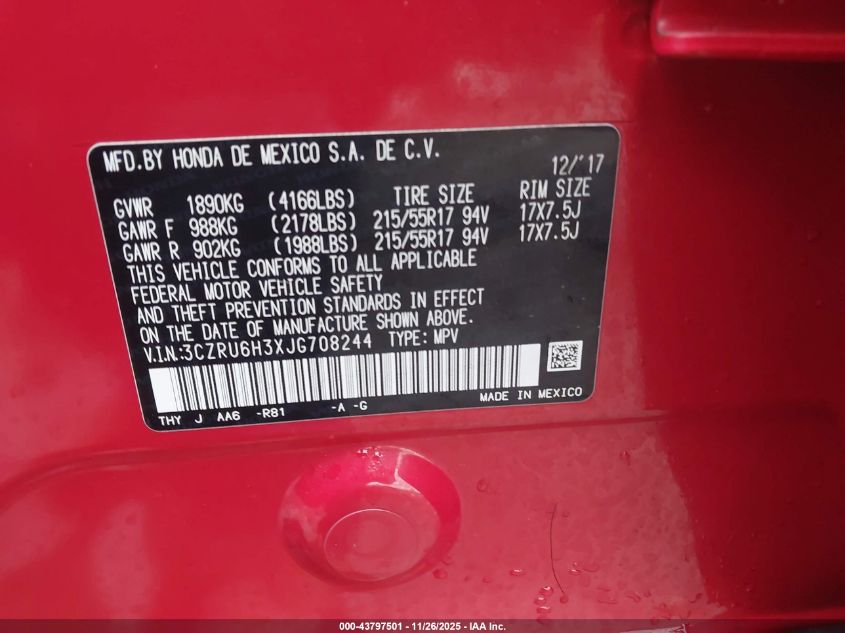 MFD.BY HONDA DE MEXICO S.A. DE C.V.
12/'17
GVWR 1890KG (4166LBS) TIRE SIZE RIM SIZE
GAWR F 988KG (2178LBS) 215/55R17 94V 17X7.5J
GAWR R 902KG (1988LBS) 215/55R17 94V 17X7.5J
THIS VEHICLE CONFORMS TO ALL APPLICABLE
FEDERAL MOTOR VEHICLE SAFETY
AND THEFT PREVENTION STANDARDS IN EFFECT
ON THE DATE OF MANUFACTURE SHOWN ABOVE.
V.I.N:3CZRU6H3XJG708244 TYPE: MPV
MADE IN MEXICO
THY J AA6 -R81 -A -G
000-43797501 - 11/26/2025 - IAA Inc.